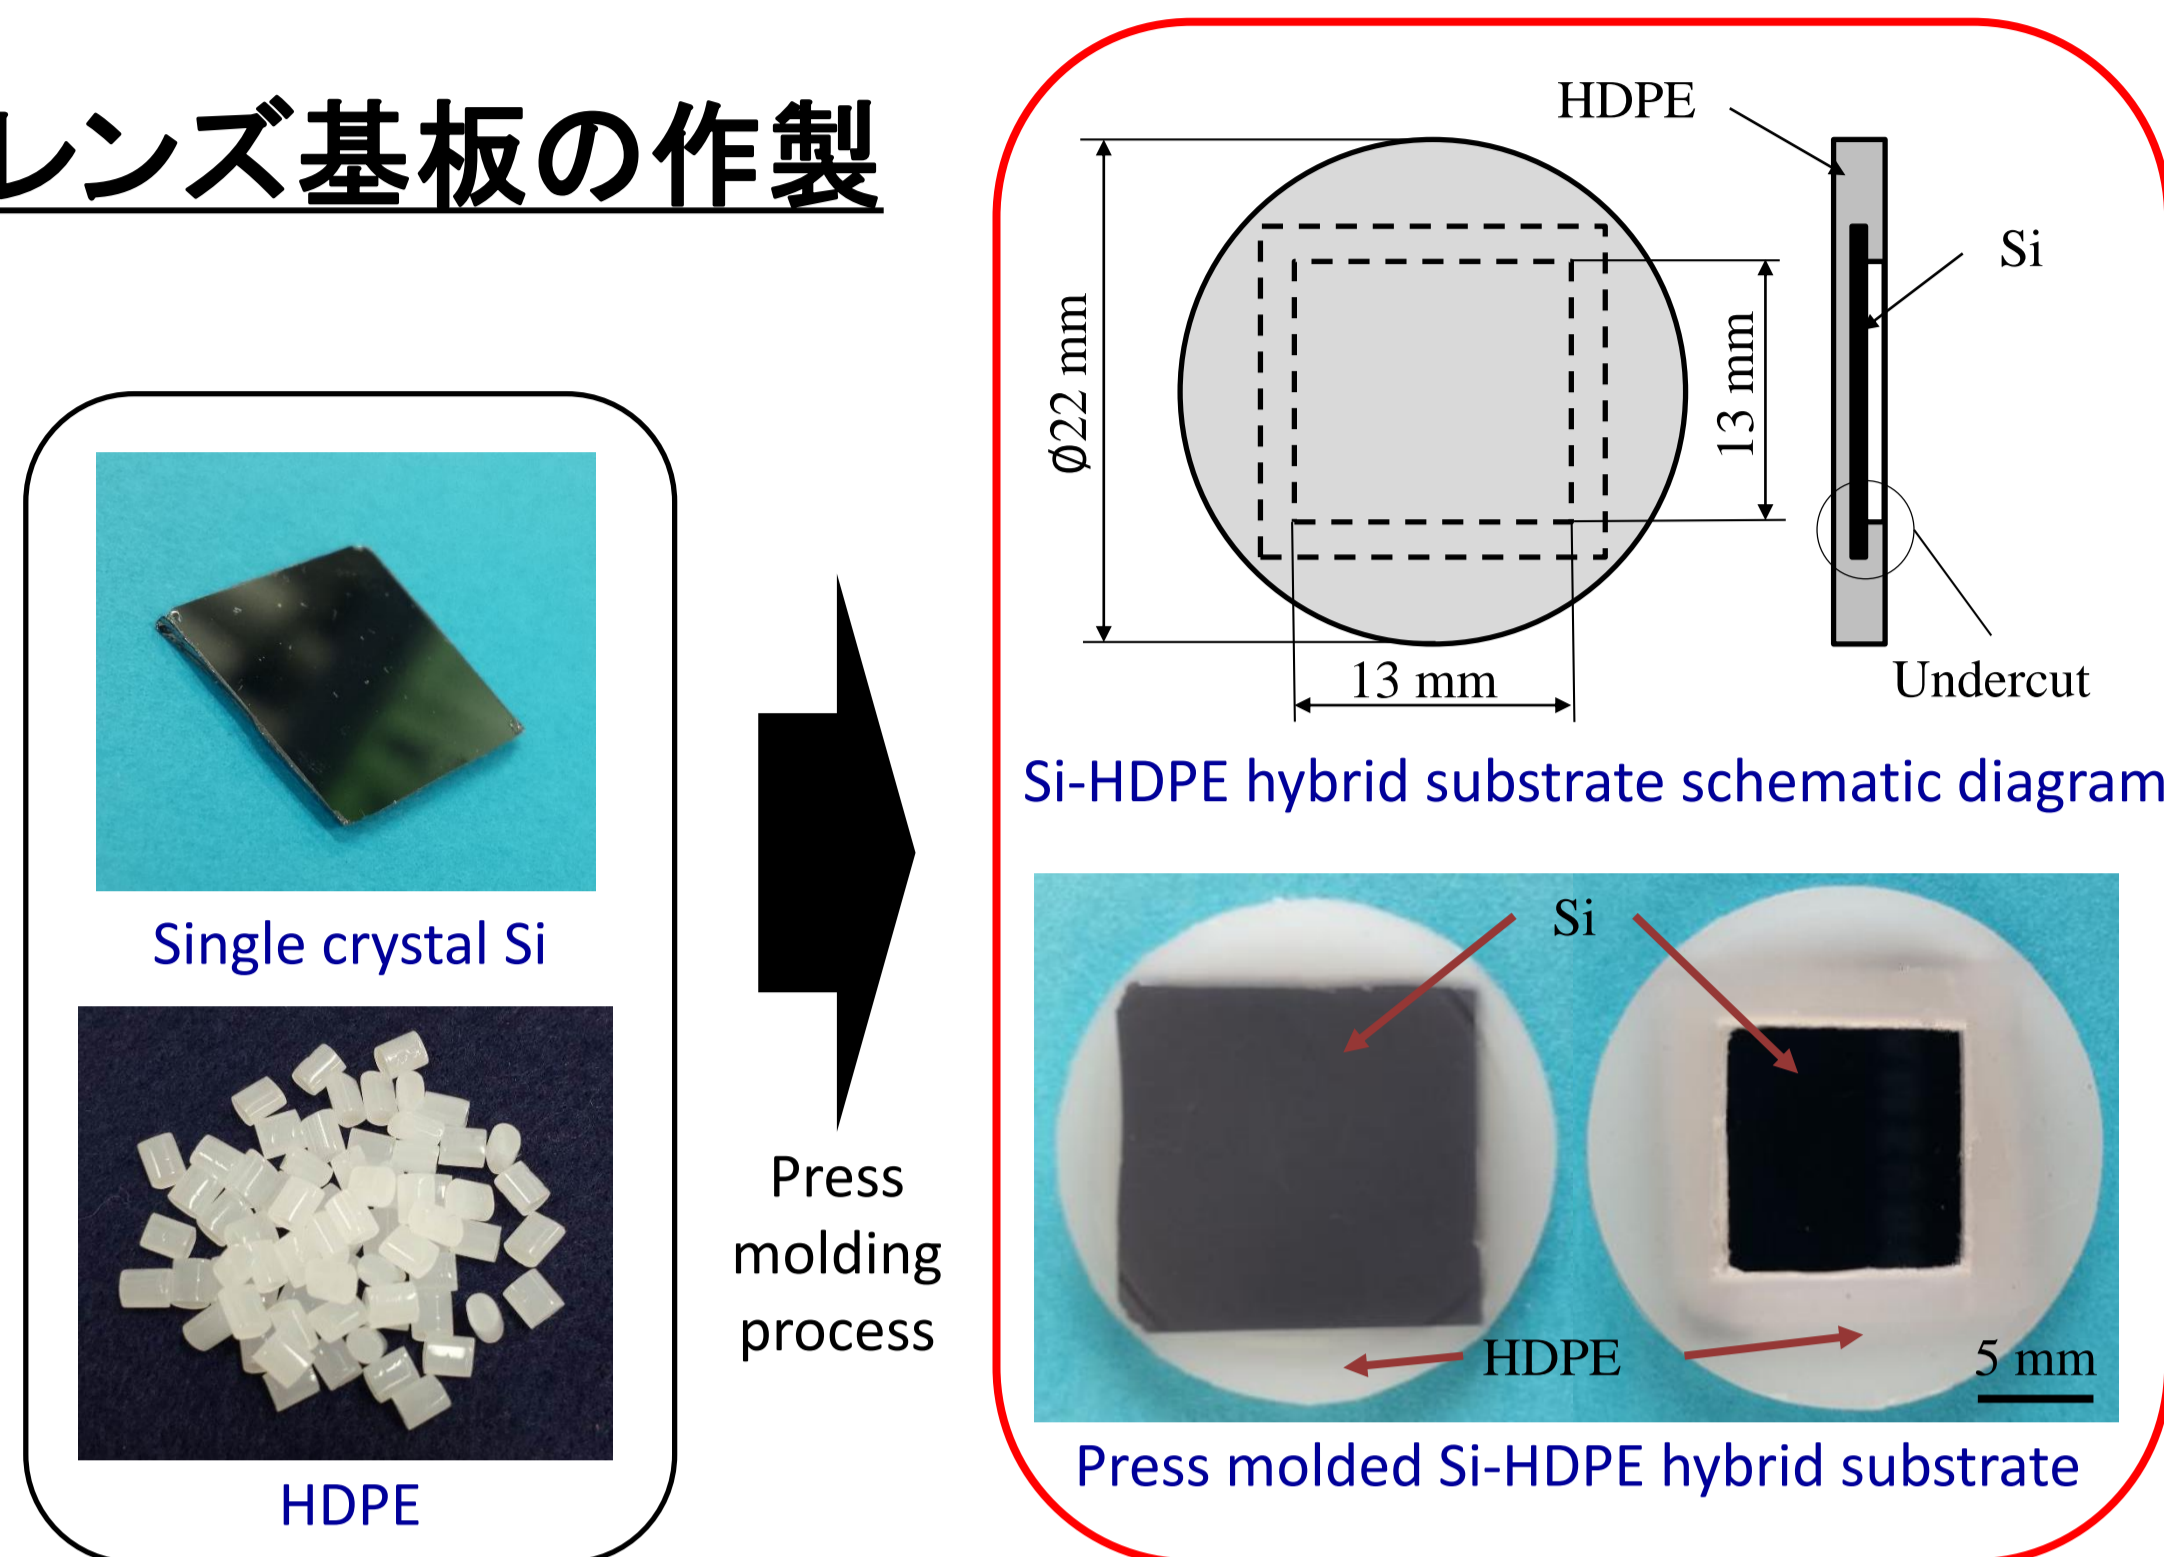 レンズ基板の作製
Single crystal Si
HDPE
Press
molding
process
HDPE
Si
Φ22 mm
13 mm
13 mm
Undercut
Si-HDPE hybrid substrate schematic diagram
Si
HDPE
5 mm
Press molded Si-HDPE hybrid substrate